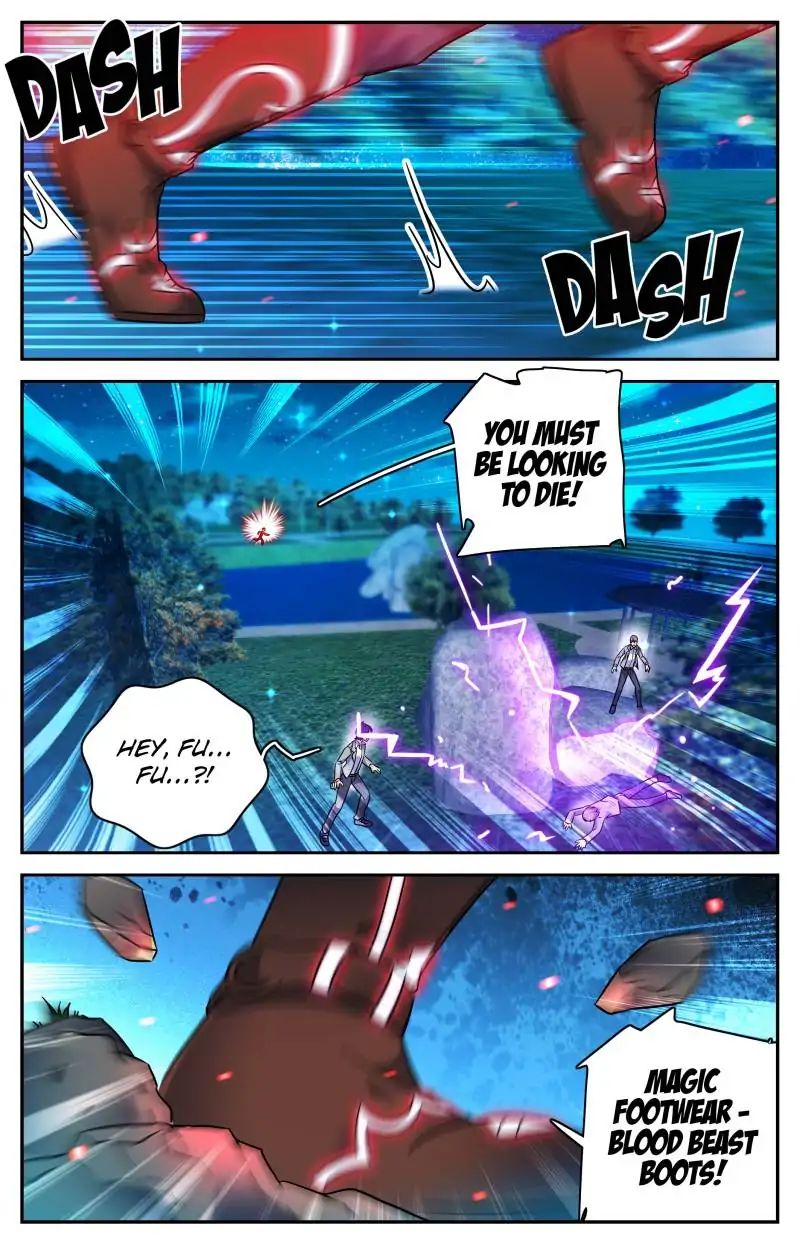 DASH
DASH
YOU MUST
BE LOOKING
TO DIE!
HEY, FU...
FU...?!
MAGIC
FOOTWEAR -
BLOOD BEAST
BOOTS!